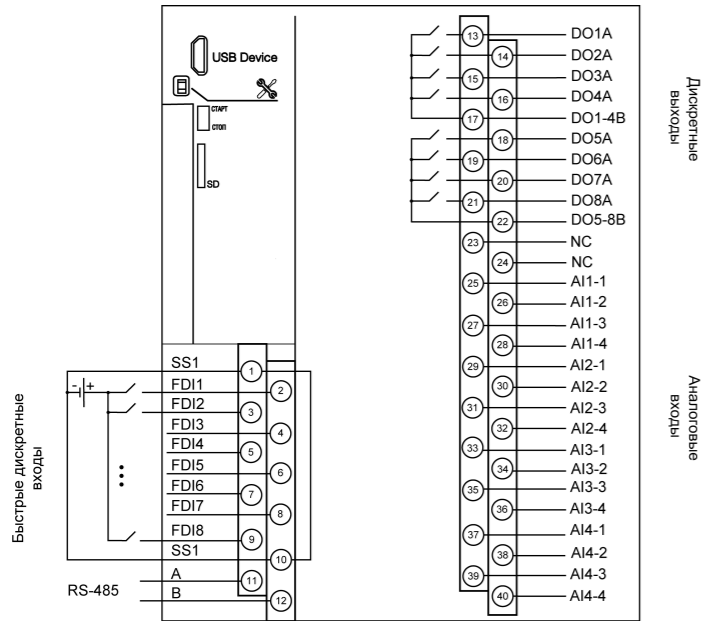 USB Device
СТАРТ
СТОП
SD
Быстрые дискретные
входы
- +
SS1
1
FDI1
2
FDI2
3
FDI3
4
FDI4
5
FDI5
6
FDI6
7
FDI7
8
FDI8
9
SS1
10
RS-485
A
11
B
12
Дискретные
выходы
13
DO1A
14
DO2A
15
DO3A
16
DO4A
17
DO1-4B
18
DO5A
19
DO6A
20
DO7A
21
DO8A
22
DO5-8B
23
NC
24
NC
Аналоговые
входы
25
AI1-1
26
AI1-2
27
AI1-3
28
AI1-4
29
AI2-1
30
AI2-2
31
AI2-3
32
AI2-4
33
AI3-1
34
AI3-2
35
AI3-3
36
AI3-4
37
AI4-1
38
AI4-2
39
AI4-3
40
AI4-4